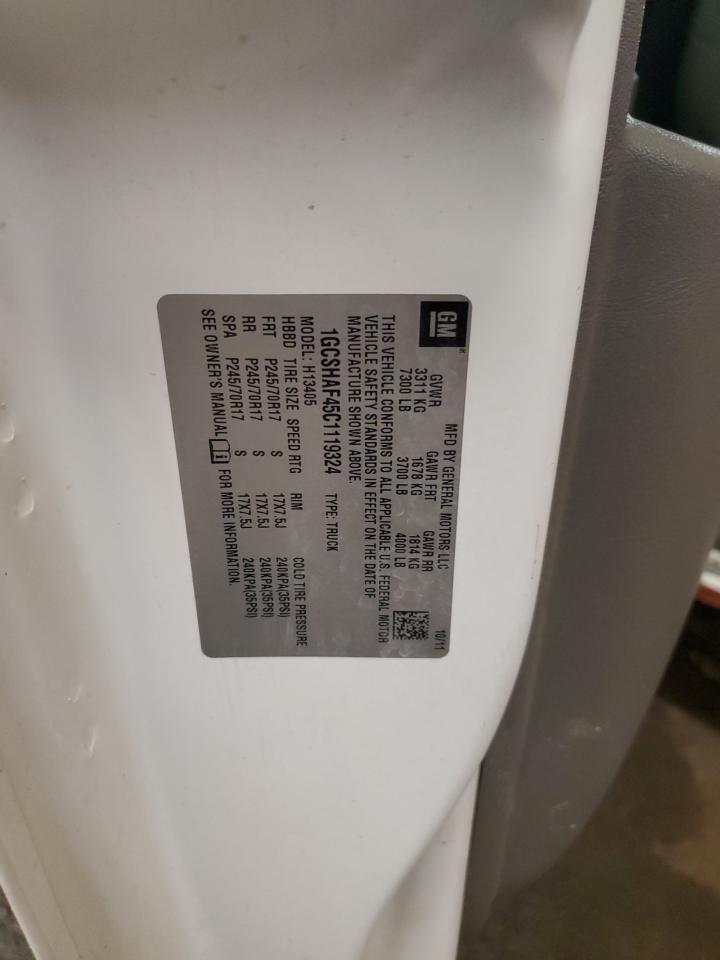 GM®
MFD BY GENERAL MOTORS LLC 10/11
GVWR GAWR FRT GAWR RR
3311 KG 1678 KG 1814 KG
7300 LB 3700 LB 4000 LB
THIS VEHICLE CONFORMS TO ALL APPLICABLE U.S. FEDERAL MOTOR
VEHICLE SAFETY STANDARDS IN EFFECT ON THE DATE OF
MANUFACTURE SHOWN ABOVE.
1GCSHAF45C1119324 TYPE: TRUCK
MODEL: H13405
HBBD TIRE SIZE SPEED RTG RIM COLD TIRE PRESSURE
FRT P245/70R17 S 17X7.5J 240KPA(35PSI)
RR P245/70R17 S 17X7.5J 240KPA(35PSI)
SPA P245/70R17 S 17X7.5J 240KPA(35PSI)
SEE OWNER'S MANUAL FOR MORE INFORMATION.